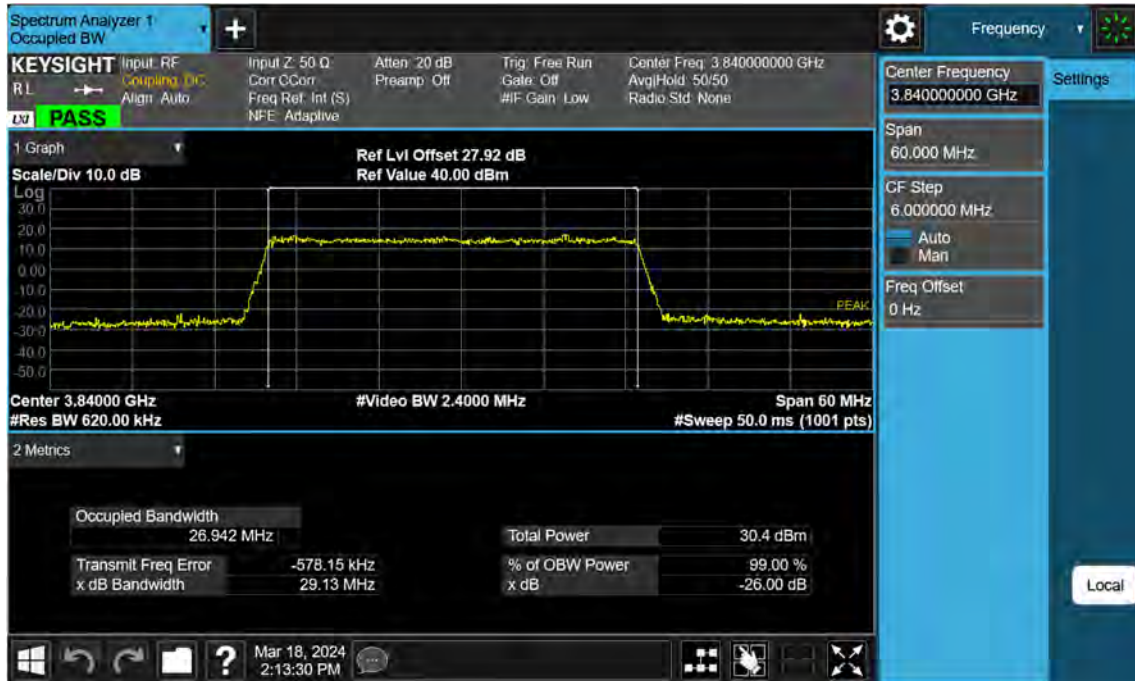 Spectrum Analyzer 1
Occupied BW
+
Frequency
KEYSIGHT
RL
LXI PASS
Input: RF
Coupling: DC
Align: Auto
Input Z: 50 Ω
Corr CCorr
Freq Ref: Int (S)
NFE: Adaptive
Atten: 20 dB
Preamp: Off
Trig: Free Run
Gate: Off
#IF Gain: Low
Center Freq: 3.840000000 GHz
Avg|Hold: 50/50
Radio Std: None
Center Frequency
3.840000000 GHz
Settings
Span
60.000 MHz
CF Step
6.000000 MHz
Auto
Man
Freq Offset
0 Hz
Local
1 Graph
Scale/Div 10.0 dB
Ref Lvl Offset 27.92 dB
Ref Value 40.00 dBm
Log
30.0
20.0
10.0
0.00
-10.0
-20.0
-30.0
-40.0
-50.0
PEAK
Center 3.84000 GHz
#Video BW 2.4000 MHz
Span 60 MHz
#Res BW 620.00 kHz
#Sweep 50.0 ms (1001 pts)
2 Metrics
Occupied Bandwidth
26.942 MHz
Total Power 30.4 dBm
Transmit Freq Error -578.15 kHz
% of OBW Power 99.00 %
x dB Bandwidth 29.13 MHz
x dB -26.00 dB
?
Mar 18, 2024
2:13:30 PM